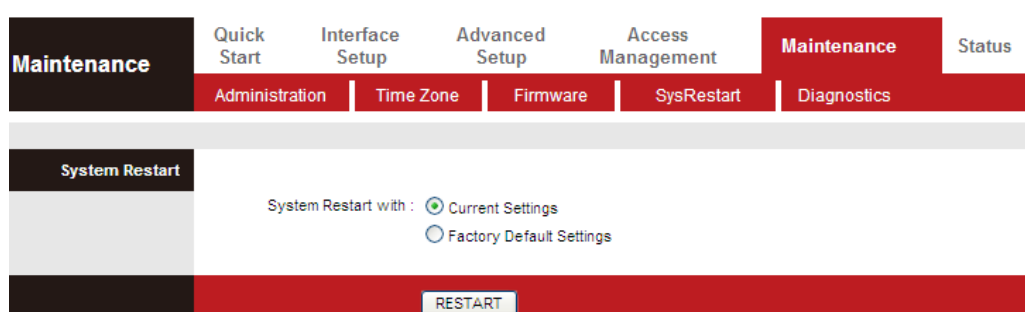 Maintenance
Quick Start
Interface Setup
Advanced Setup
Access Management
Maintenance
Status
Administration
Time Zone
Firmware
SysRestart
Diagnostics
System Restart
System Restart with : Current Settings
Factory Default Settings
RESTART